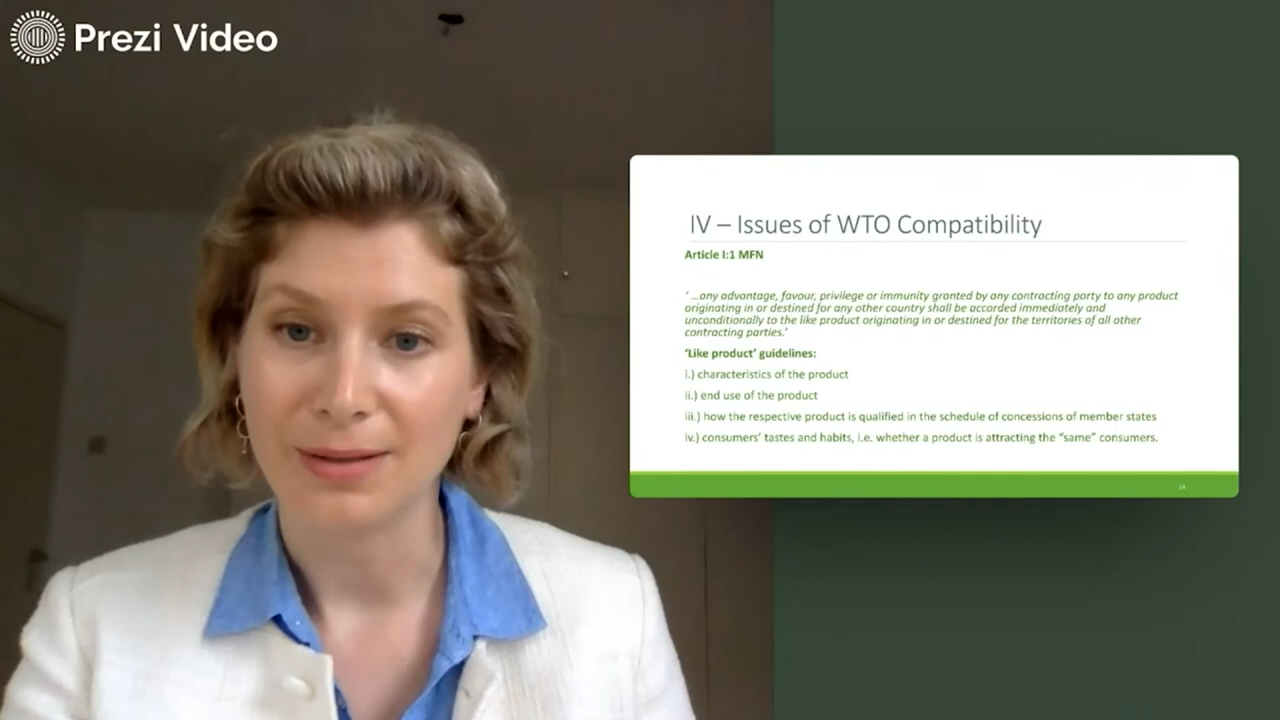 Prezi Video
IV – Issues of WTO Compatibility
Article I:1 MFN
‘ …any advantage, favour, privilege or immunity granted by any contracting party to any product
originating in or destined for any other country shall be accorded immediately and
unconditionally to the like product originating in or destined for the territories of all other
contracting parties.’
‘Like product’ guidelines:
i.) characteristics of the product
ii.) end use of the product
iii.) how the respective product is qualified in the schedule of concessions of member states
iv.) consumers’ tastes and habits, i.e. whether a product is attracting the “same” consumers.
14